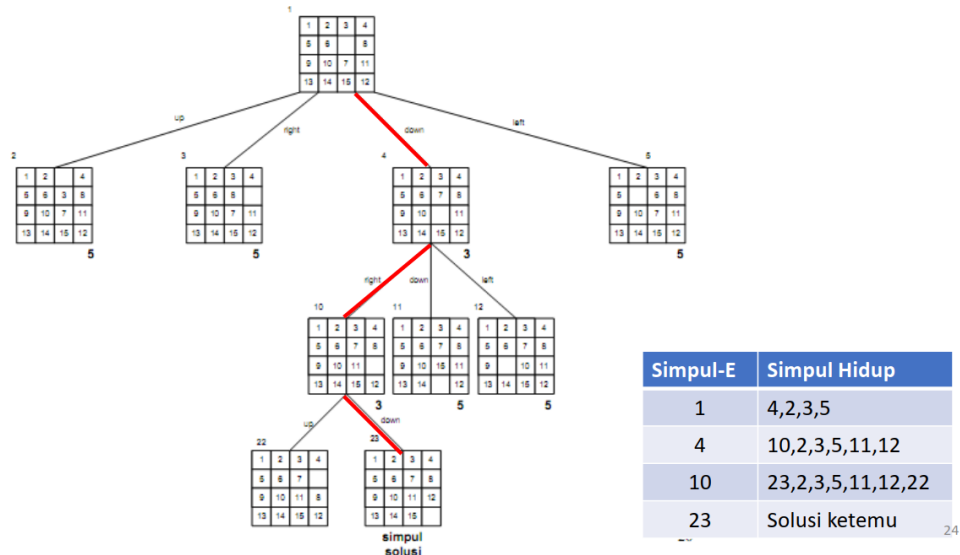 1
1 2 3 4
5 6 8
9 10 7 11
13 14 15 12
up
right
down
left
2
1 2 4
5 6 3 8
9 10 7 11
13 14 15 12
5
3
1 2 3 4
5 6 8
9 10 7 11
13 14 15 12
5
4
1 2 3 4
5 6 7 8
9 10 11
13 14 15 12
3
5
1 2 3 4
5 6 8
9 10 7 11
13 14 15 12
5
right
down
left
10
1 2 3 4
5 6 7 8
9 10 11
13 14 15 12
3
11
1 2 3 4
5 6 7 8
9 10 15 11
13 14 12
5
12
1 2 3 4
5 6 7 8
9 10 11
13 14 15 12
5
up
down
22
1 2 3 4
5 6 7
9 10 11 8
13 14 15 12
23
1 2 3 4
5 6 7 8
9 10 11 12
13 14 15
simpul
solusi
Simpul-E Simpul Hidup
1 4,2,3,5
4 10,2,3,5,11,12
10 23,2,3,5,11,12,22
23 Solusi ketemu
24